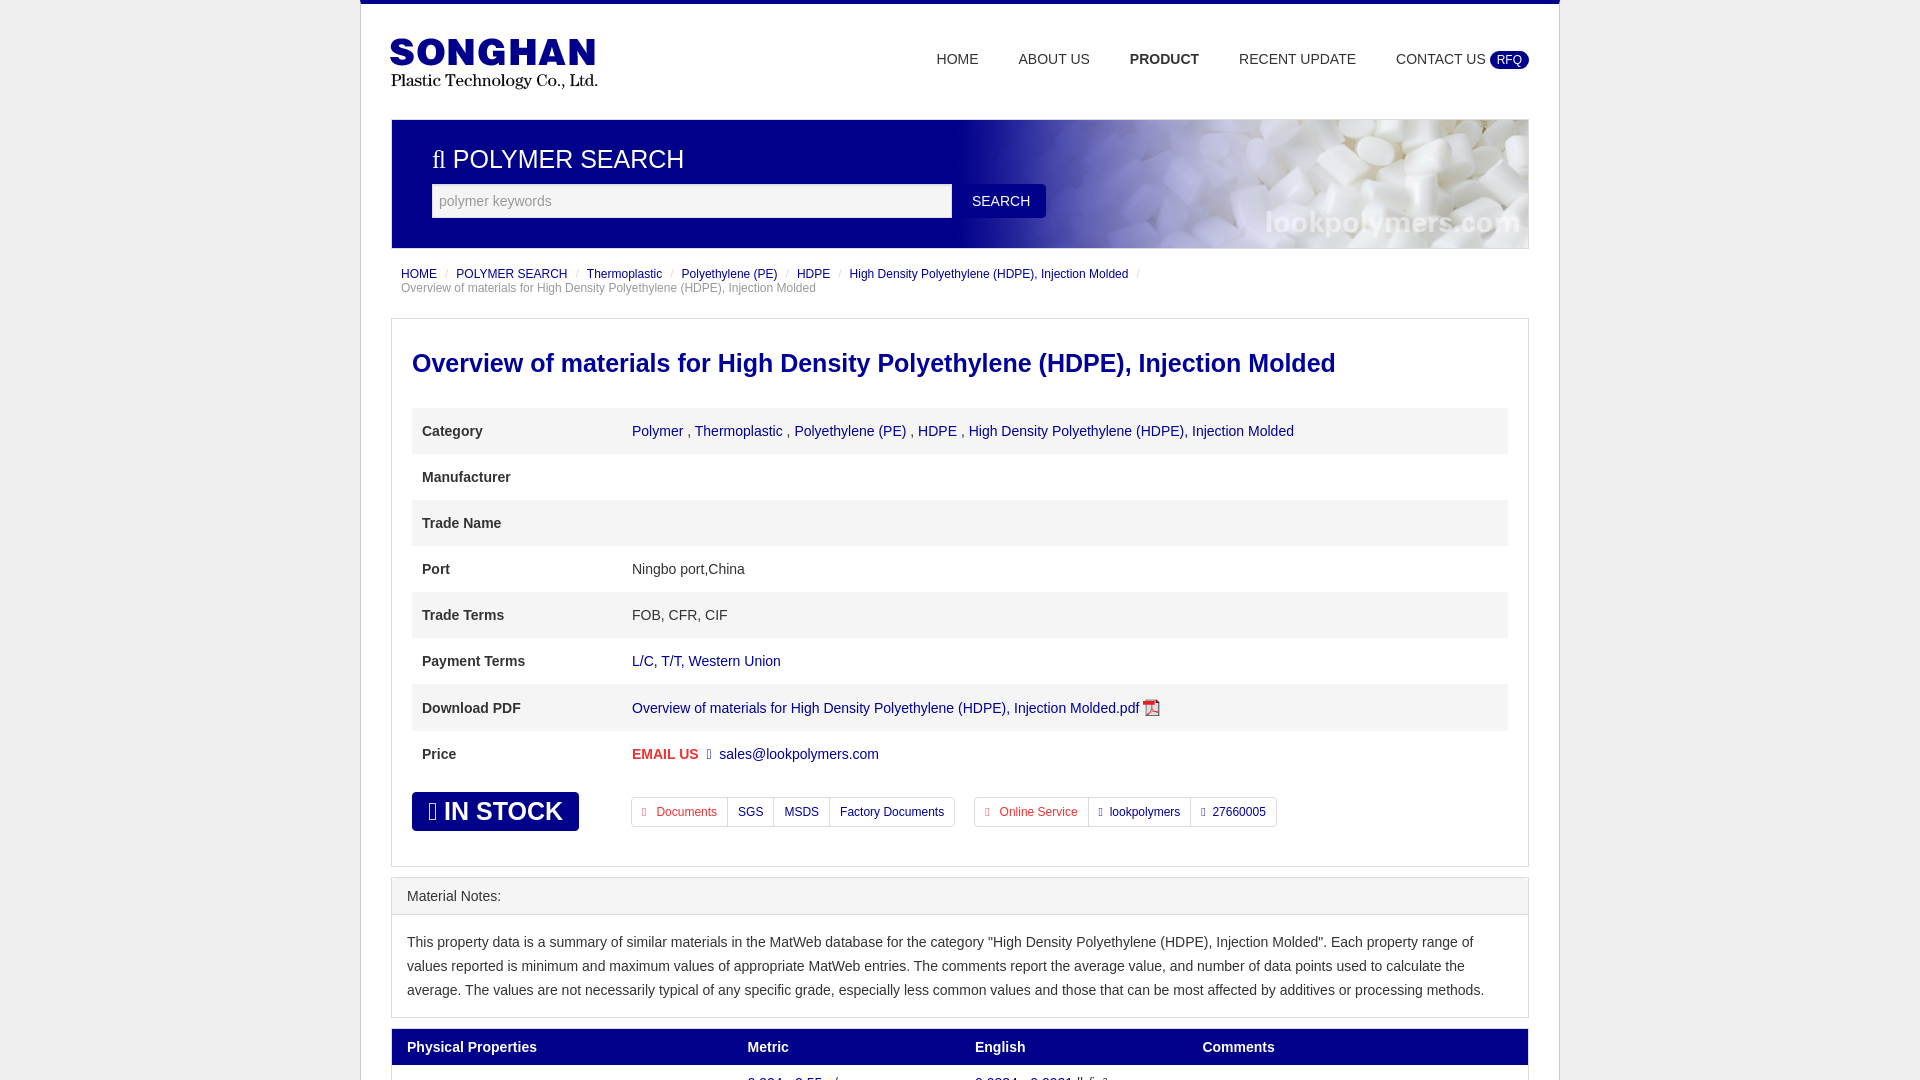 SONGHAN
Plastic Technology Co., Ltd.
HOME ABOUT US PRODUCT RECENT UPDATE CONTACT US RFQ
POLYMER SEARCH
polymer keywords SEARCH
lookpolymers.com
HOME / POLYMER SEARCH / Thermoplastic / Polyethylene (PE) / HDPE / High Density Polyethylene (HDPE), Injection Molded /
Overview of materials for High Density Polyethylene (HDPE), Injection Molded
Overview of materials for High Density Polyethylene (HDPE), Injection Molded
Category Polymer , Thermoplastic , Polyethylene (PE) , HDPE , High Density Polyethylene (HDPE), Injection Molded
Manufacturer
Trade Name
Port Ningbo port,China
Trade Terms FOB, CFR, CIF
Payment Terms L/C, T/T, Western Union
Download PDF Overview of materials for High Density Polyethylene (HDPE), Injection Molded.pdf
Price EMAIL US sales@lookpolymers.com
IN STOCK Documents SGS MSDS Factory Documents Online Service lookpolymers 27660005
Material Notes:
This property data is a summary of similar materials in the MatWeb database for the category "High Density Polyethylene (HDPE), Injection Molded". Each property range of
values reported is minimum and maximum values of appropriate MatWeb entries. The comments report the average value, and number of data points used to calculate the
average. The values are not necessarily typical of any specific grade, especially less common values and those that can be most affected by additives or processing methods.
Physical Properties Metric English Comments